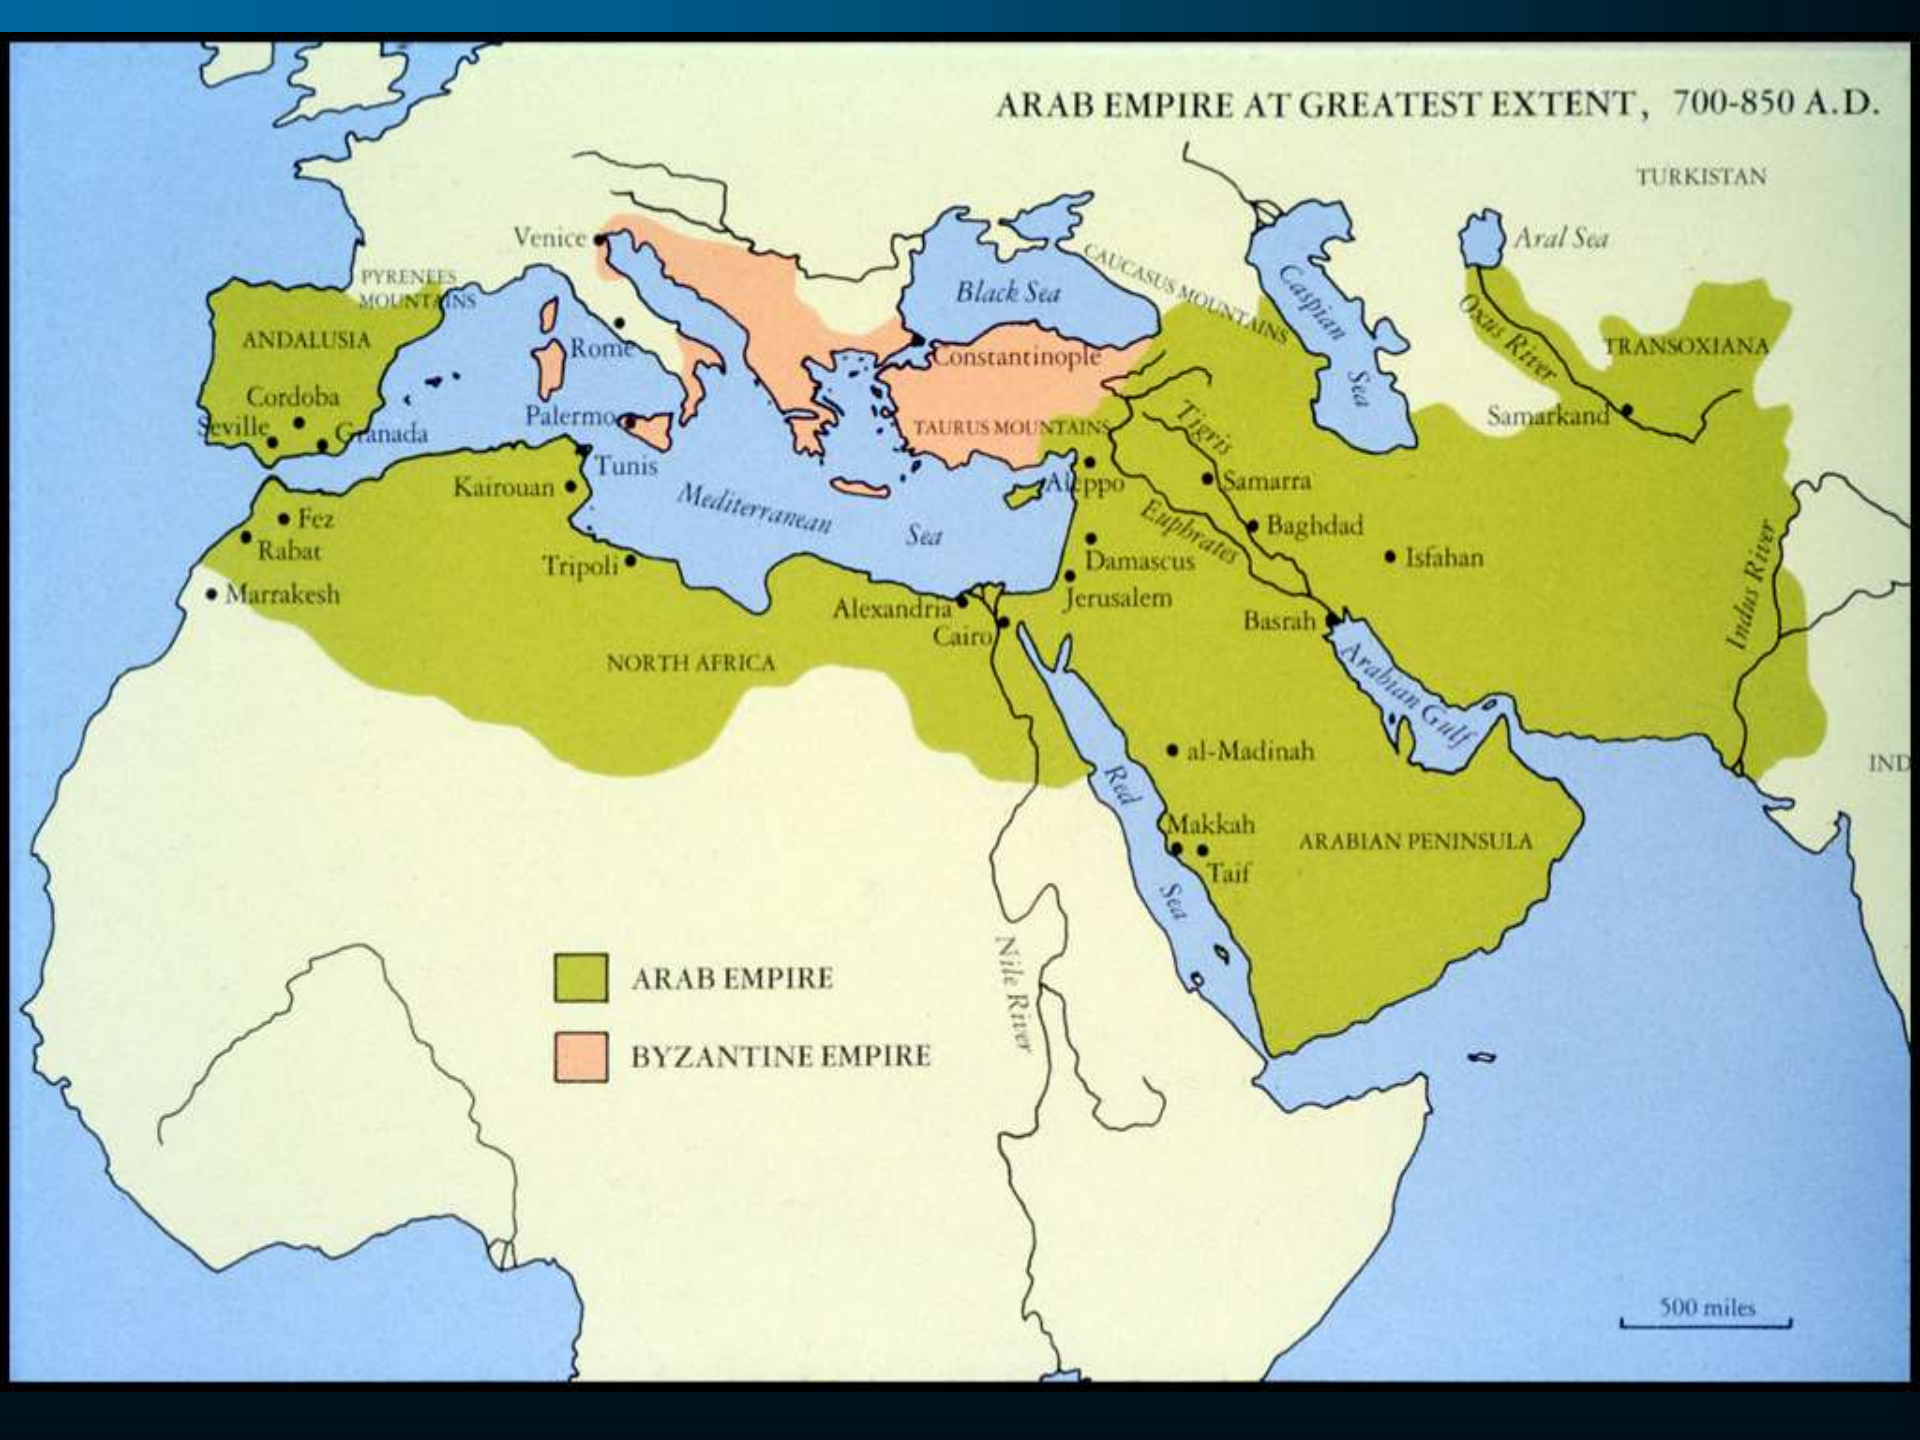 ARAB EMPIRE AT GREATEST EXTENT, 700-850 A.D.
TURKISTAN
Venice
Aral Sea
PYRENEES
MOUNTAINS
CAUCASUS MOUNTAINS
Black Sea
Caspian
Sea
Oxus River
ANDALUSIA
Rome
Constantinople
TRANSOXIANA
Cordoba
Seville
Granada
Palermo
TAURUS MOUNTAINS
Tigris
Samarkand
Tunis
Kairouan
Mediterranean
Sea
Aleppo
Samarra
Fez
Rabat
Euphrates
Baghdad
Isfahan
Indus River
Tripoli
Damascus
Marrakesh
Alexandria
Jerusalem
Cairo
Basrah
NORTH AFRICA
Arabian Gulf
al-Madinah
IND
Red
Sea
Makkah
Taif
ARABIAN PENINSULA
Nile River
ARAB EMPIRE
BYZANTINE EMPIRE
500 miles